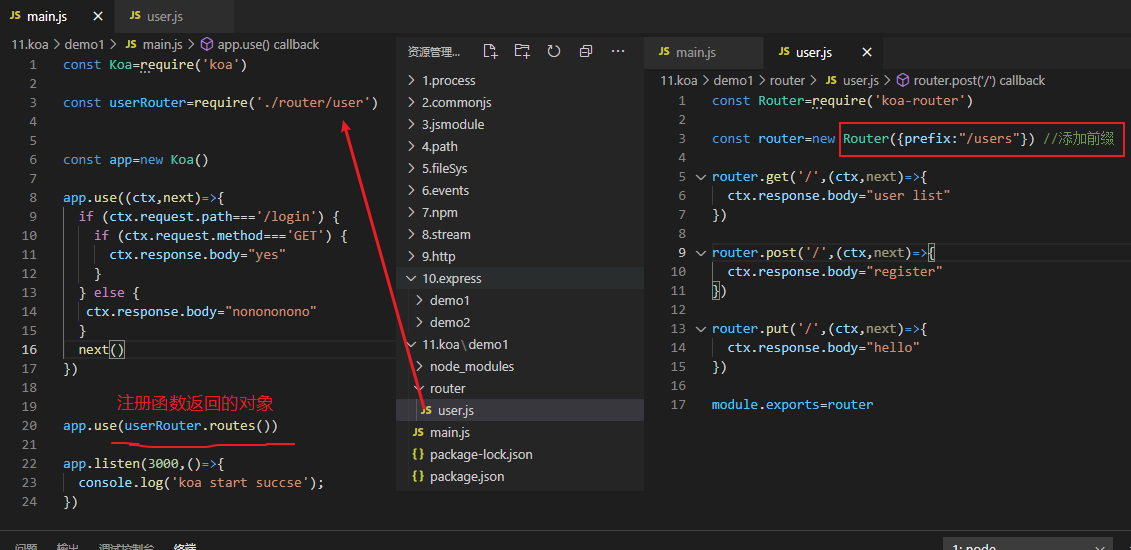 JS main.js ×
JS user.js
11.koa > demo1 > JS main.js > app.use() callback
1 const Koa=require('koa')
2
3 const userRouter=require('./router/user')
4
5
6 const app=new Koa()
7
8 app.use((ctx,next)=>{
9 if (ctx.request.path==='/login') {
10 if (ctx.request.method==='GET') {
11 ctx.response.body="yes"
12 }
13 } else {
14 ctx.response.body="nonononono"
15 }
16 next()
17 })
18
19 注册函数返回的对象
20 app.use(userRouter.routes())
21
22 app.listen(3000,()=>{
23 console.log('koa start succse');
24 })
资源管理... ···
> 1.process
> 2.commonjs
> 3.jsmodule
> 4.path
> 5.fileSys
> 6.events
> 7.npm
> 8.stream
> 9.http
10.express
> demo1
> demo2
11.koa\demo1
> node_modules
router
JS user.js
JS main.js
{} package-lock.json
{} package.json
JS main.js
JS user.js ×
11.koa > demo1 > router > JS user.js > router.post('/') callback
1 const Router=require('koa-router')
2
3 const router=new Router({prefix:"/users"}) //添加前缀
4
5 router.get('/',(ctx,next)=>{
6 ctx.response.body="user list"
7 })
8
9 router.post('/',(ctx,next)=>{
10 ctx.response.body="register"
11 })
12
13 router.put('/',(ctx,next)=>{
14 ctx.response.body="hello"
15 })
16
17 module.exports=router
问题 输出 调试控制台 终端
1: node